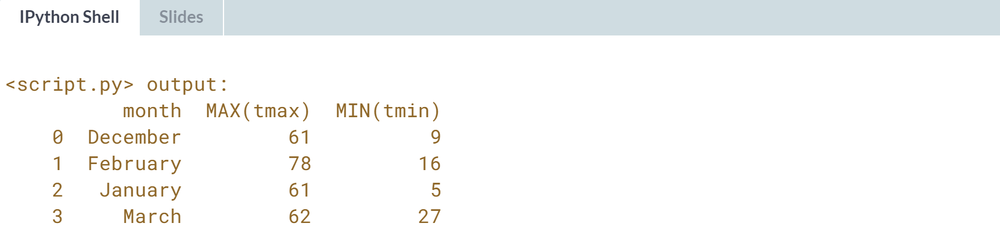 IPython Shell Slides
<script.py> output:
month MAX(tmax) MIN(tmin)
0 December 61 9
1 February 78 16
2 January 61 5
3 March 62 27